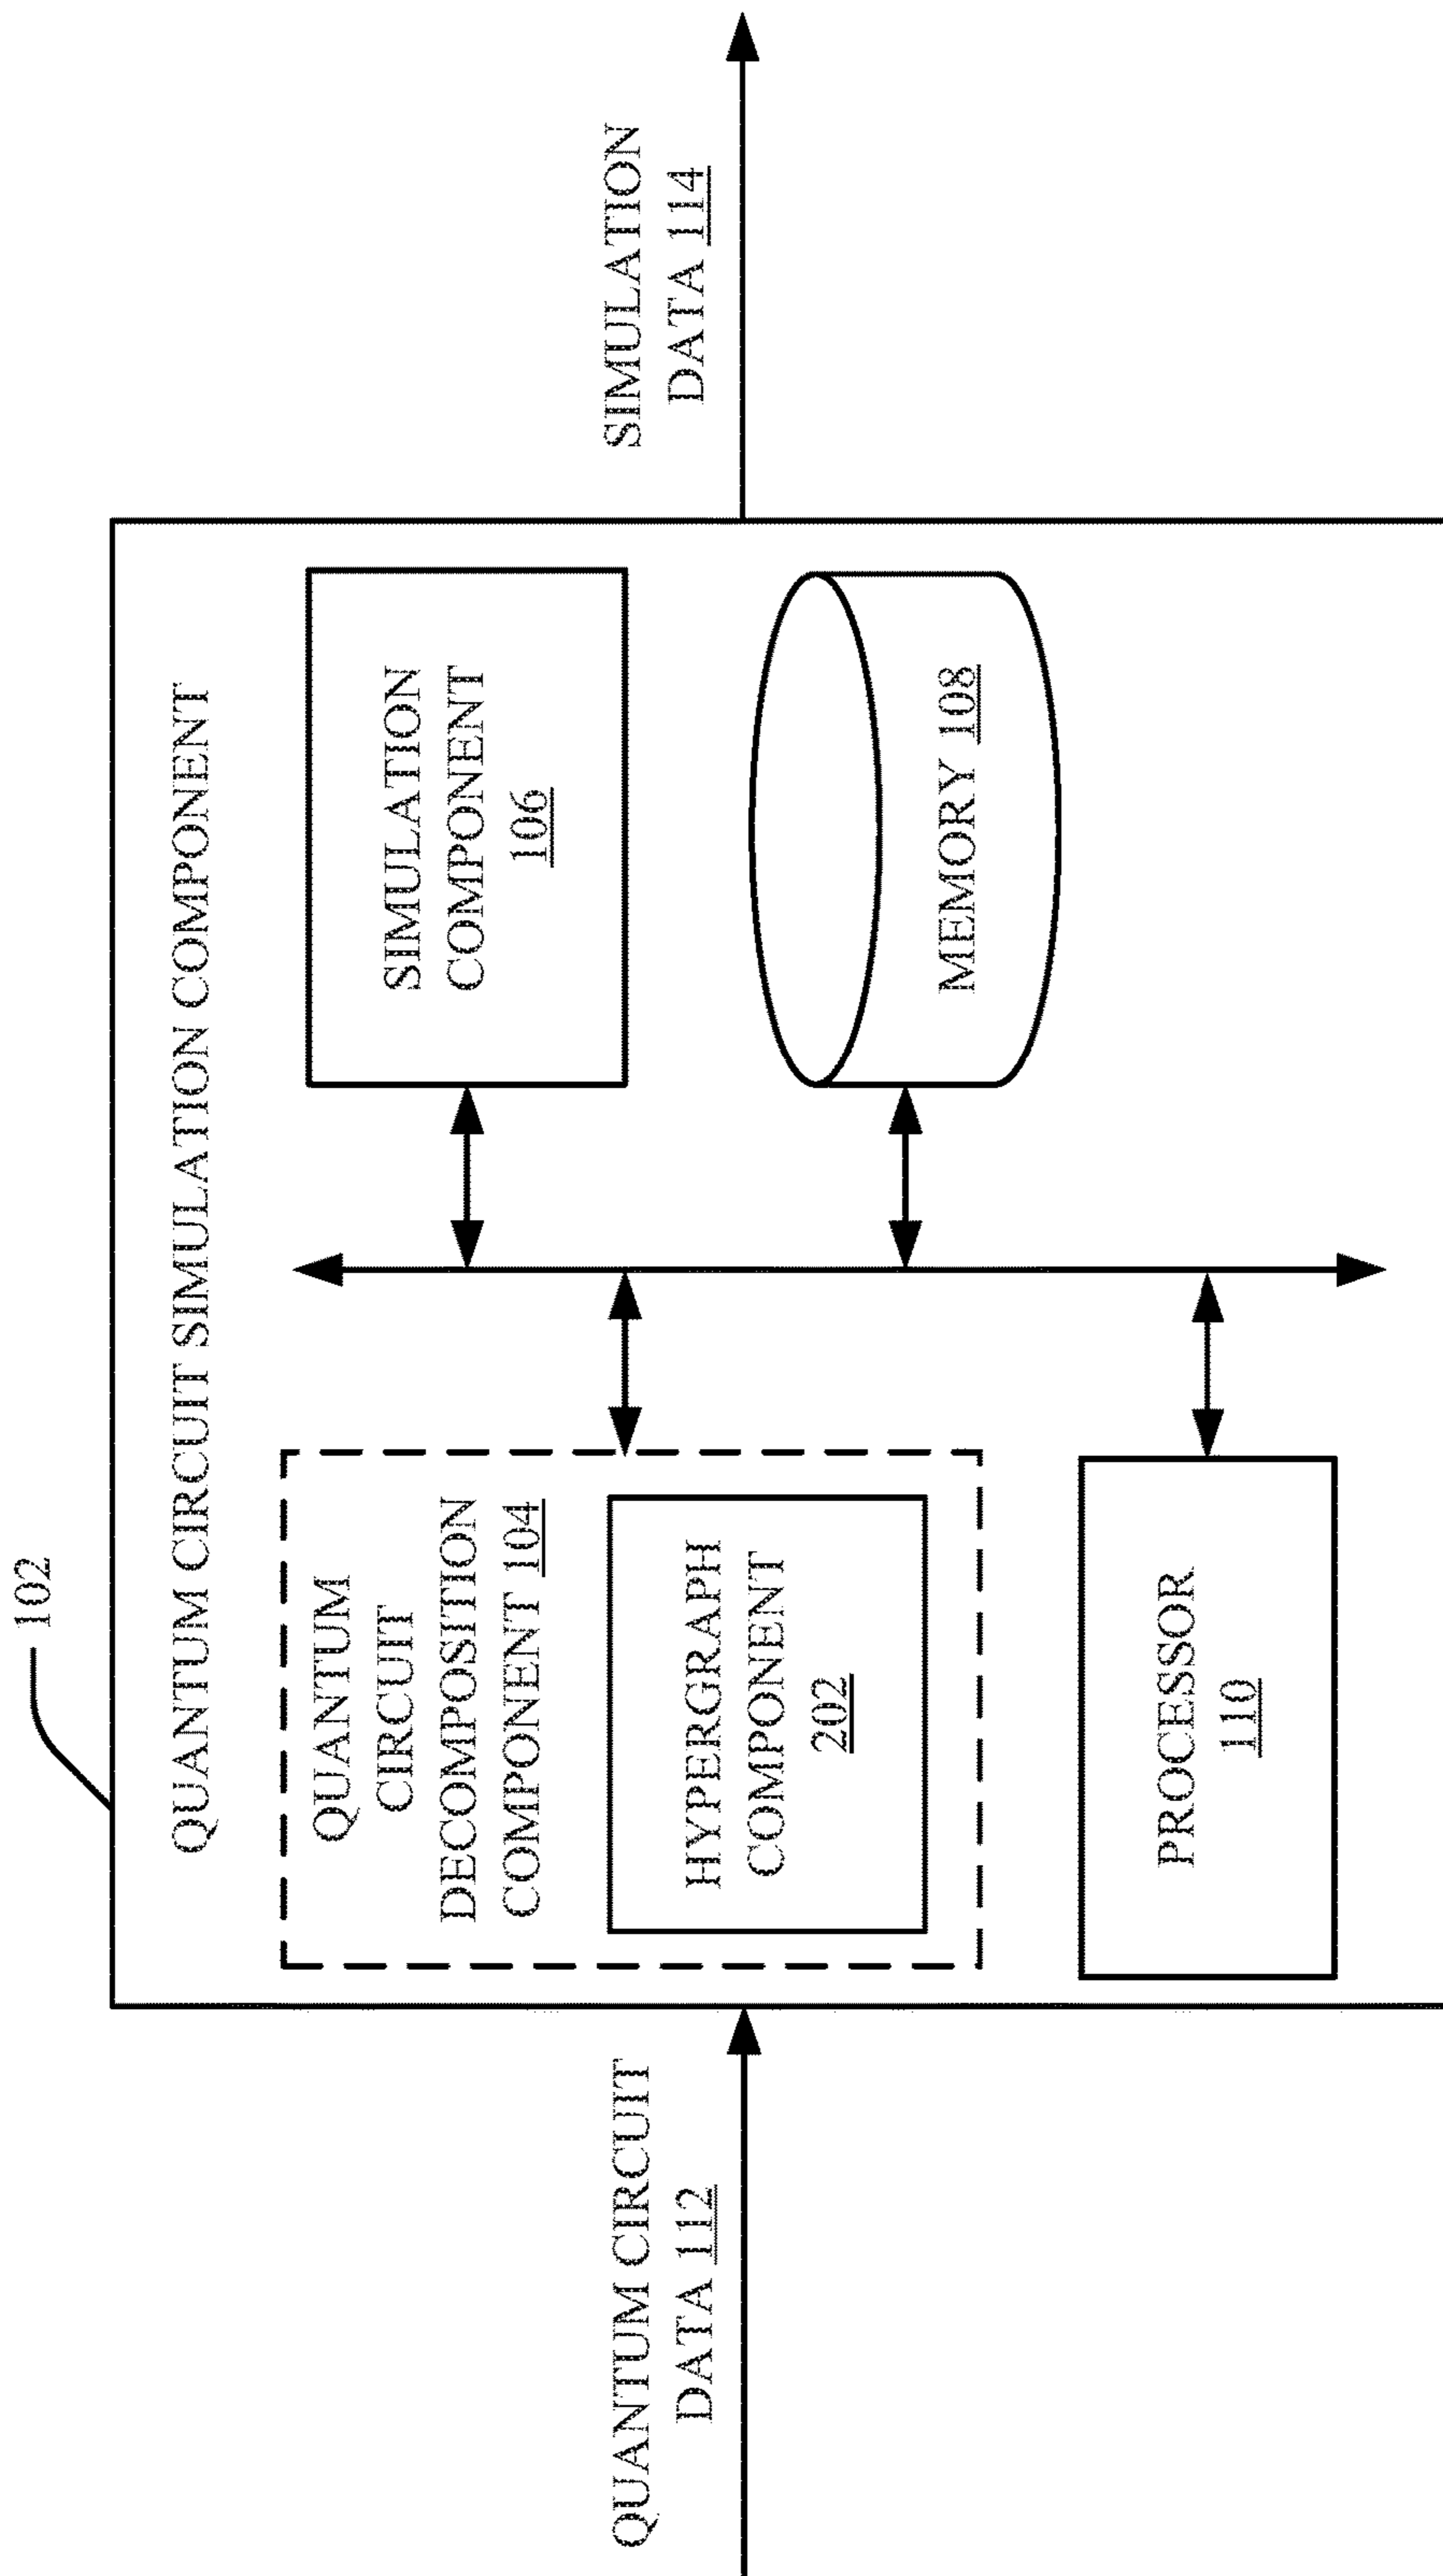 102
QUANTUM CIRCUIT SIMULATION COMPONENT
QUANTUM CIRCUIT
DATA 112
QUANTUM
CIRCUIT
DECOMPOSITION
COMPONENT 104
HYPERGRAPH
COMPONENT
202
PROCESSOR
110
SIMULATION
COMPONENT
106
MEMORY 108
SIMULATION
DATA 114